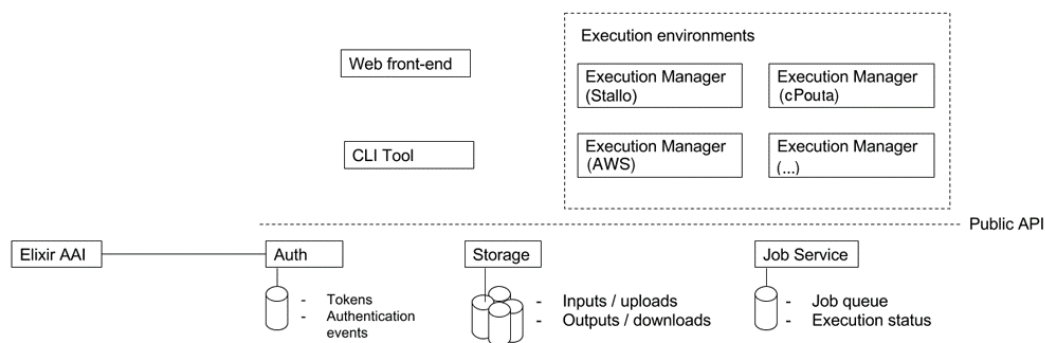 Execution environments
Web front-end
Execution Manager
(Stallo)
Execution Manager
(cPouta)
CLI Tool
Execution Manager
(AWS)
Execution Manager
(...)
Public API
Elixir AAI
Auth
Storage
Job Service
- Tokens
- Authentication
events
- Inputs / uploads
- Outputs / downloads
- Job queue
- Execution status